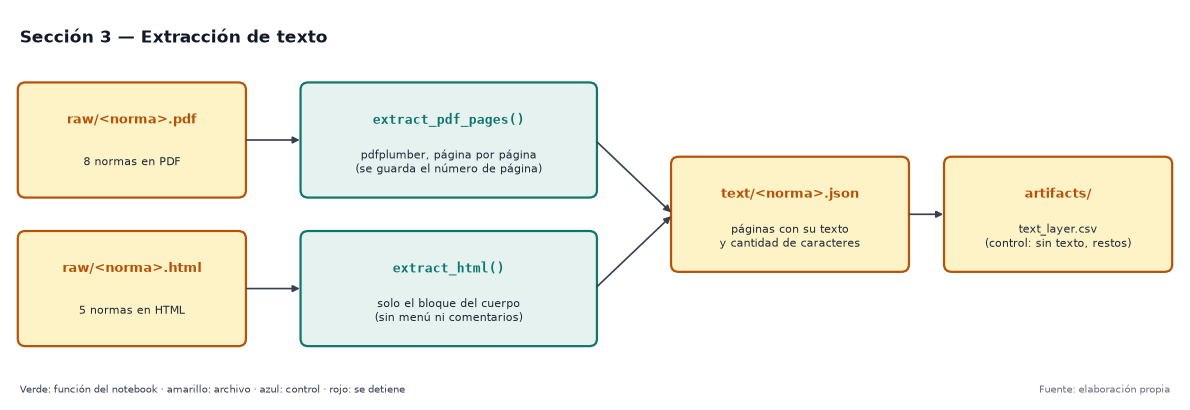 Sección 3 — Extracción de texto
raw/<norma>.pdf
8 normas en PDF
extract_pdf_pages()
pdfplumber, página por página
(se guarda el número de página)
raw/<norma>.html
5 normas en HTML
extract_html()
solo el bloque del cuerpo
(sin menú ni comentarios)
text/<norma>.json
páginas con su texto
y cantidad de caracteres
artifacts/
text_layer.csv
(control: sin texto, restos)
Verde: función del notebook · amarillo: archivo · azul: control · rojo: se detiene
Fuente: elaboración propia